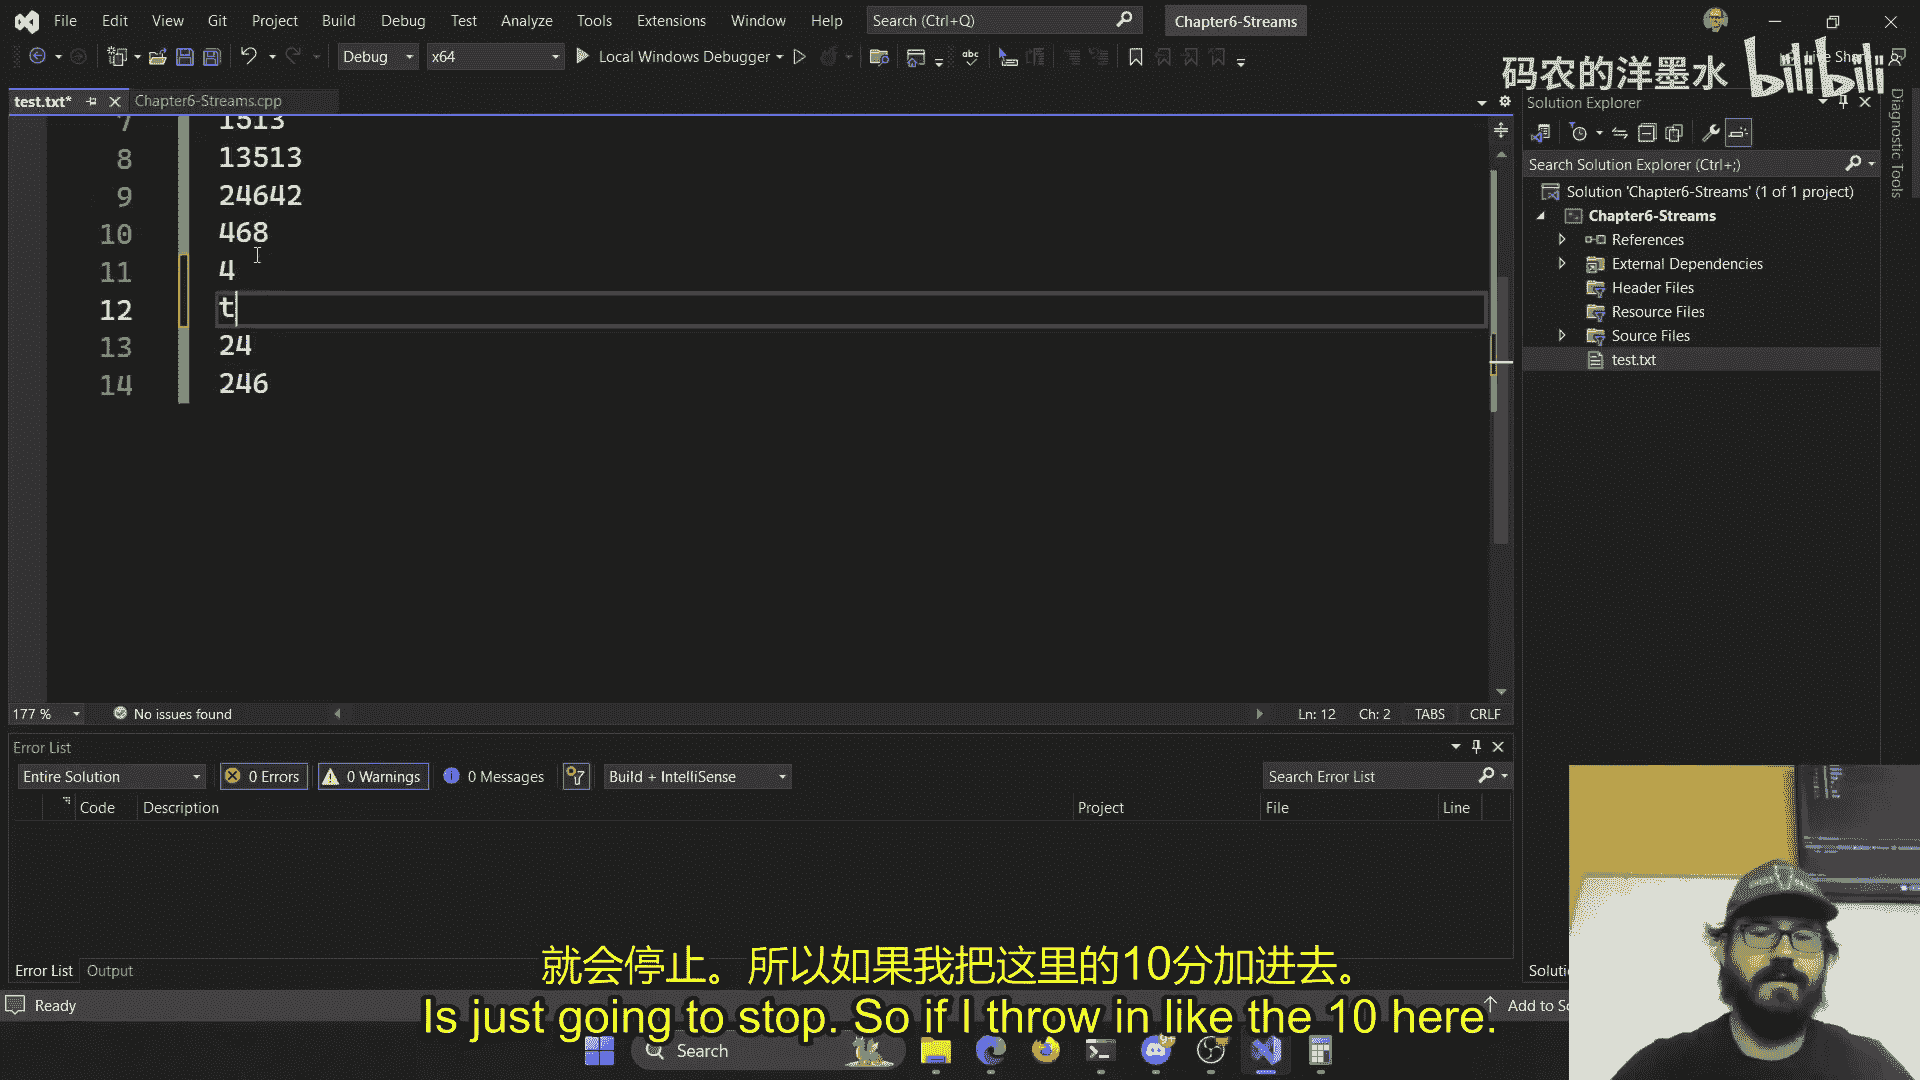 File Edit View Git Project Build Debug Test Analyze Tools Extensions Window Help Search (Ctrl+Q) Chapter6-Streams
Debug x64 Local Windows Debugger
码农的洋墨水 bilibili
test.txt* Chapter6-Streams.cpp
7 1513
8 13513
9 24642
10 468
11 4
12 t
13 24
14 246
177 % No issues found Ln: 12 Ch: 2 TABS CRLF
Solution Explorer
Search Solution Explorer (Ctrl+;)
Solution 'Chapter6-Streams' (1 of 1 project)
Chapter6-Streams
References
External Dependencies
Header Files
Resource Files
Source Files
test.txt
Diagnostic Tools
Error List
Entire Solution 0 Errors 0 Warnings 0 Messages Build + IntelliSense Search Error List
Code Description Project File Line
Error List Output
Ready
就会停止。所以如果我把这里的10分加进去。
Is just going to stop. So if I throw in like the 10 here.
Search